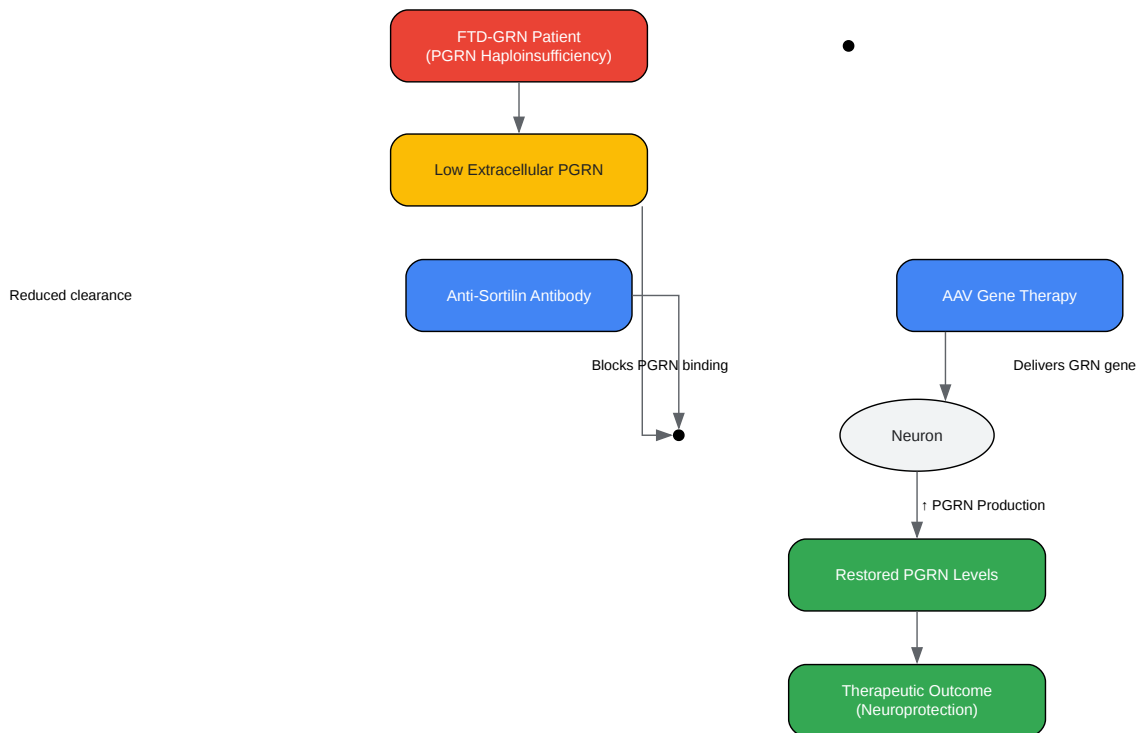 FTD-GRN Patient
(PGRN Haploinsufficiency)
Low Extracellular PGRN
Reduced clearance
Anti-Sortilin Antibody
AAV Gene Therapy
Blocks PGRN binding
Delivers GRN gene
Neuron
↑ PGRN Production
Restored PGRN Levels
Therapeutic Outcome
(Neuroprotection)